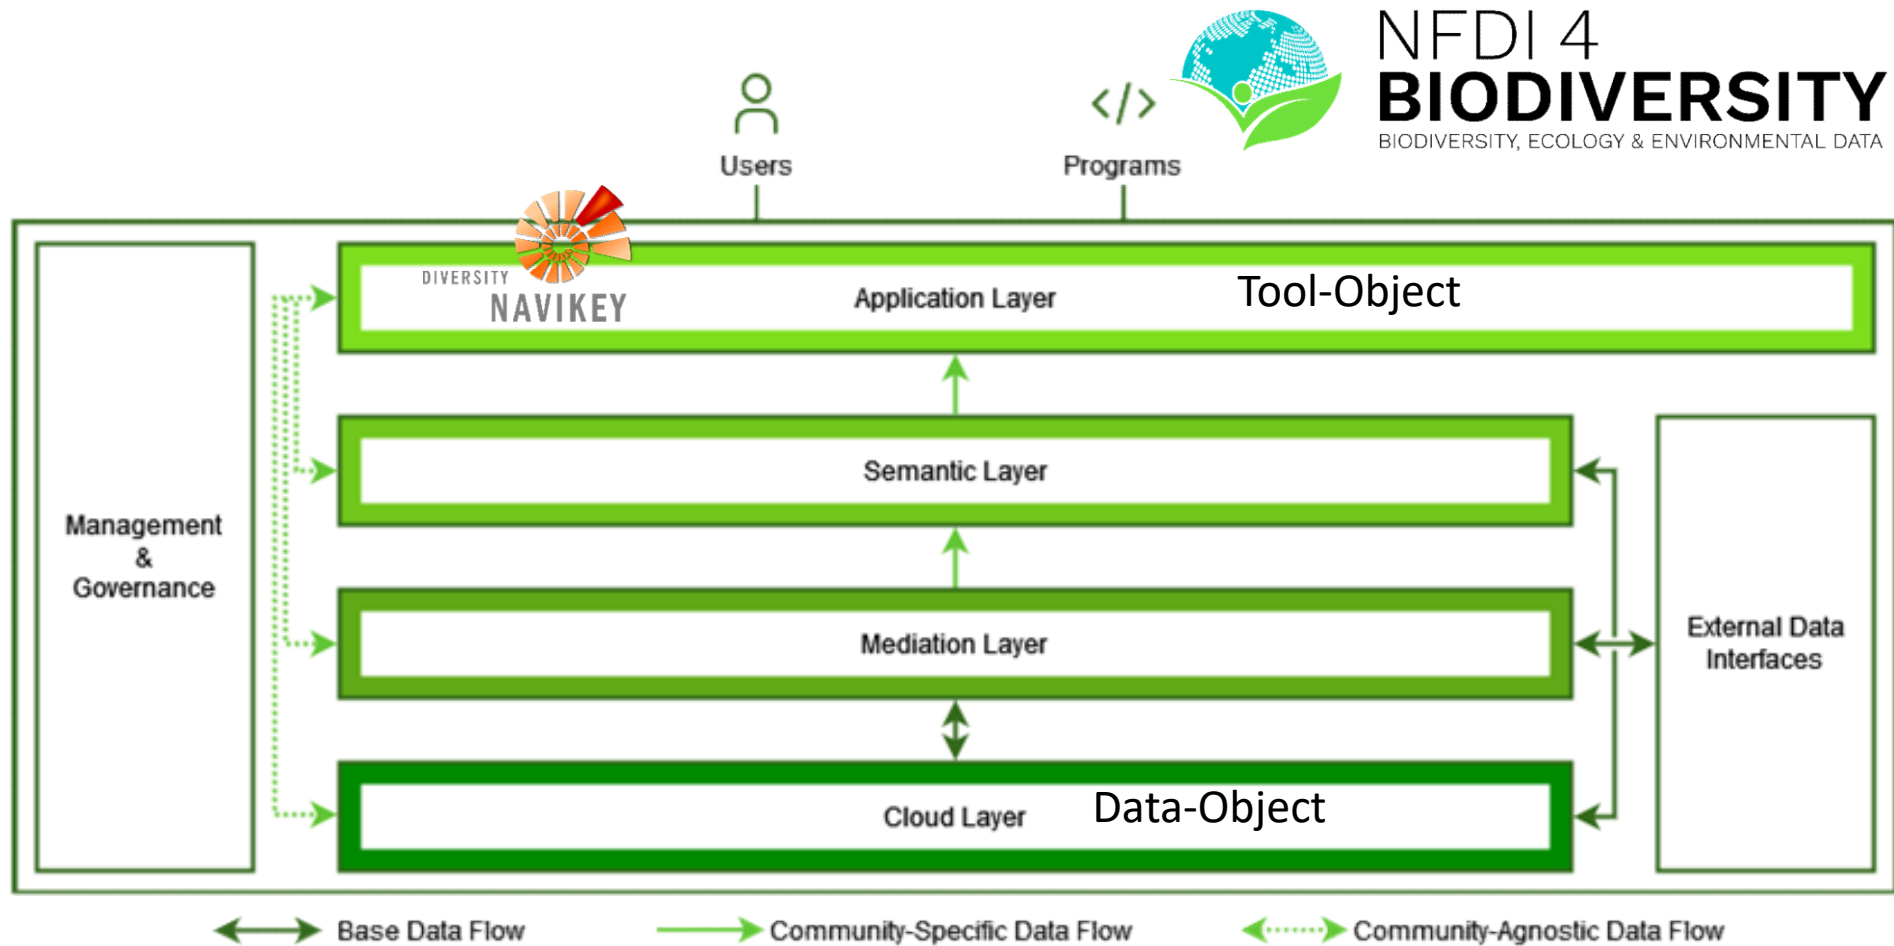 NFDI 4
BIODIVERSITY
BIODIVERSITY, ECOLOGY & ENVIRONMENTAL DATA
</>
Users
Programs
DIVERSITY
NAVIKEY
Application Layer
Tool-Object
Semantic Layer
Management
&
Governance
Mediation Layer
External Data
Interfaces
Cloud Layer
Data-Object
Base Data Flow
Community-Specific Data Flow
Community-Agnostic Data Flow